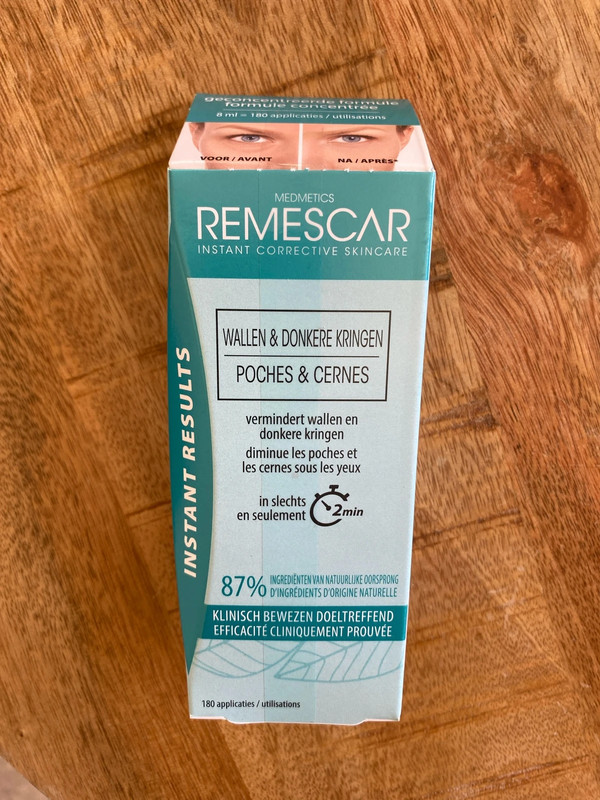 geconcentreerde formule
formule concentrée
8 ml = 180 applicaties / utilisations
VOOR / AVANT
NA / APRÈS*
MEDMETICS
REMESCAR
INSTANT CORRECTIVE SKINCARE
WALLEN & DONKERE KRINGEN
POCHES & CERNES
vermindert wallen en
donkere kringen
diminue les poches et
les cernes sous les yeux
in slechts
en seulement
2min
INSTANT RESULTS
87% INGREDIËNTEN VAN NATUURLIJKE OORSPRONG
D'INGRÉDIENTS D'ORIGINE NATURELLE
KLINISCH BEWEZEN DOELTREFFEND
EFFICACITÉ CLINIQUEMENT PROUVÉE
180 applicaties / utilisations